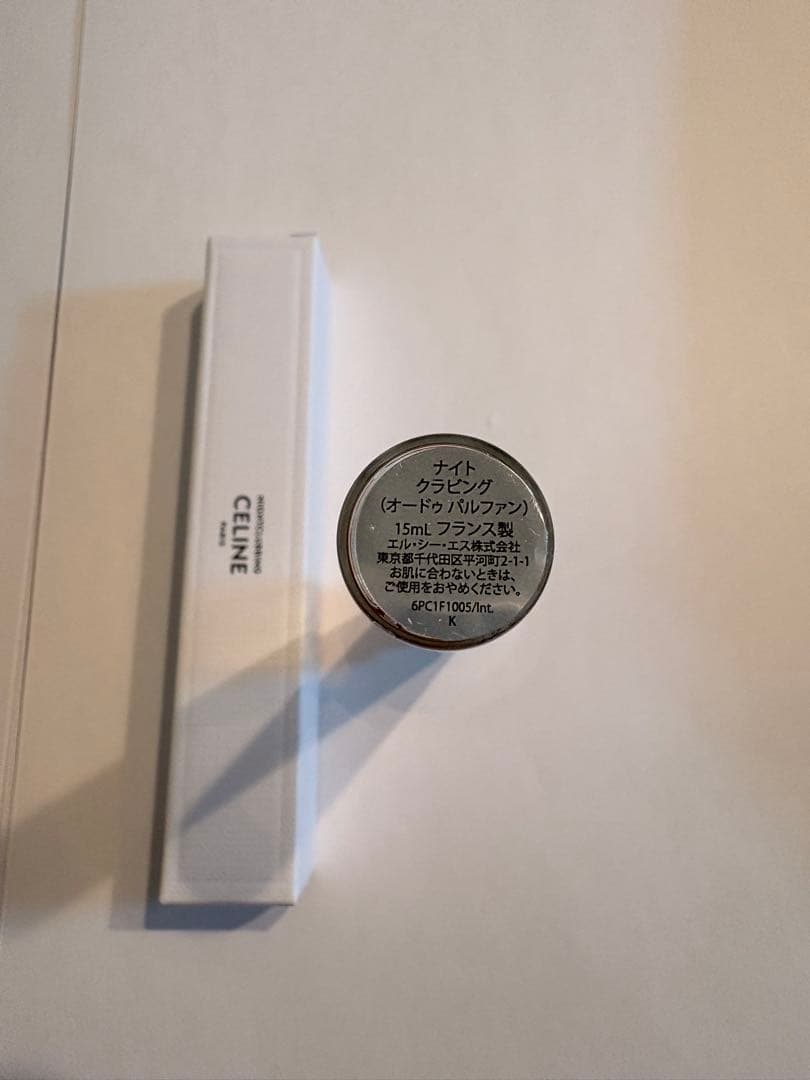 NIGHTCLUBBING
CELINE
PARIS
ナイト
クラビング
(オードゥ パルファン)
15mL フランス製
エル・シー・エス株式会社
東京都千代田区平河町2-1-1
お肌に合わないときは、
ご使用をおやめください。
6PC1F1005/Int.
K